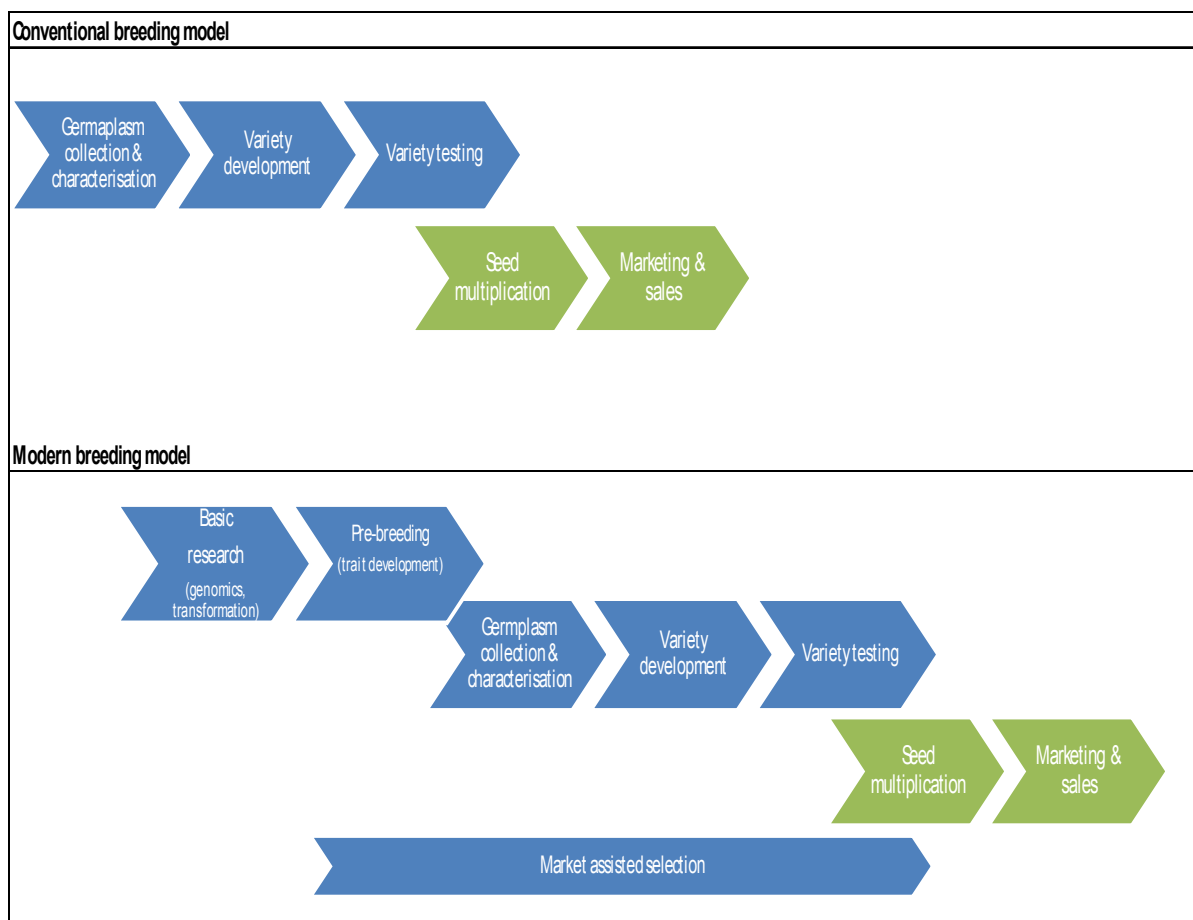 Conventional breeding model
Germaplasm
collection &
characterisation
Variety
development
Variety testing
Seed
multiplication
Marketing &
sales
Modern breeding model
Basic
research
(genomics,
transformation)
Pre-breeding
(trait development)
Germplasm
collection &
characterisation
Variety
development
Variety testing
Seed
multiplication
Marketing &
sales
Market assisted selection